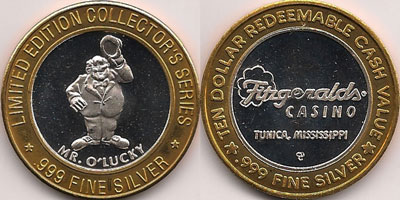 LIMITED EDITION COLLECTOR'S SERIES
MR. O'LUCKY
.999 FINE SILVER
TEN DOLLAR REDEEMABLE CASH VALUE
Fitzgeralds
CASINO
TUNICA, MISSISSIPPI
.999 FINE SILVER